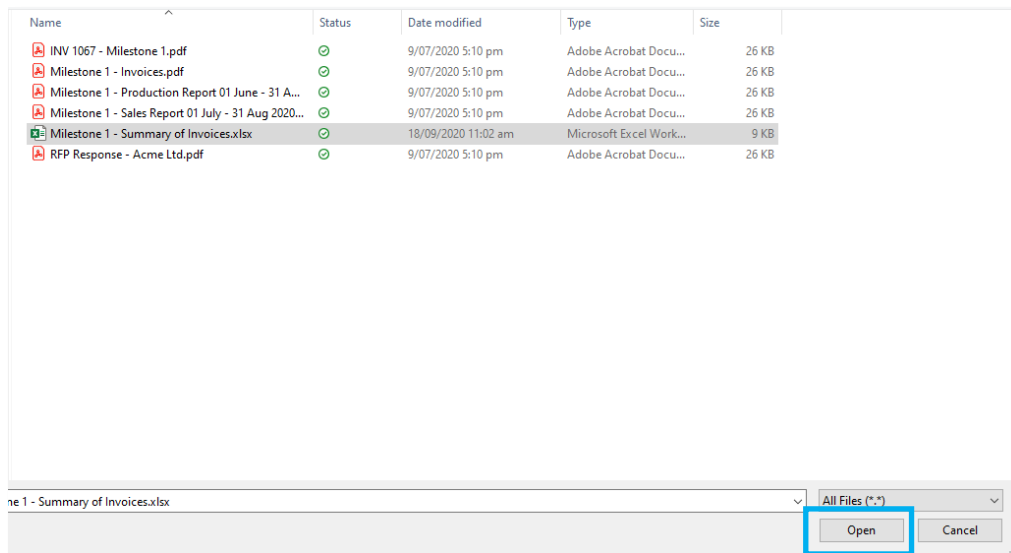 Name Status Date modified Type Size
INV 1067 - Milestone 1.pdf 9/07/2020 5:10 pm Adobe Acrobat Docu... 26 KB
Milestone 1 - Invoices.pdf 9/07/2020 5:10 pm Adobe Acrobat Docu... 26 KB
Milestone 1 - Production Report 01 June - 31 A... 9/07/2020 5:10 pm Adobe Acrobat Docu... 26 KB
Milestone 1 - Sales Report 01 July - 31 Aug 2020... 9/07/2020 5:10 pm Adobe Acrobat Docu... 26 KB
Milestone 1 - Summary of Invoices.xlsx 18/09/2020 11:02 am Microsoft Excel Work... 9 KB
RFP Response - Acme Ltd.pdf 9/07/2020 5:10 pm Adobe Acrobat Docu... 26 KB
ne 1 - Summary of Invoices.xlsx All Files (*.*)
Open Cancel